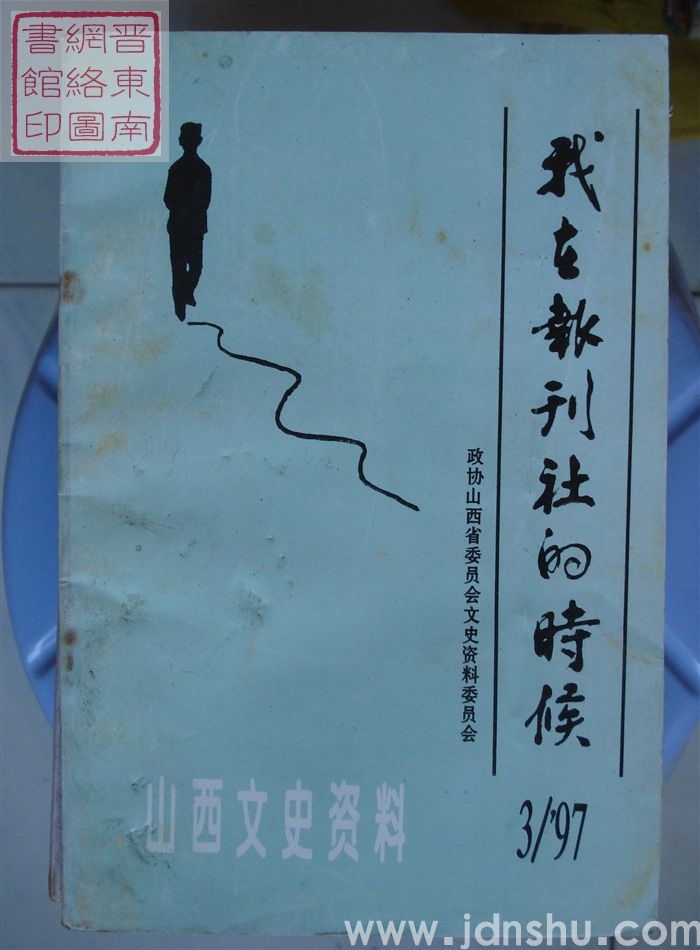 晋東南
網絡圖
書館印
我在報刊社的時候
政协山西省委员会文史资料委员会
山西文史资料
3/'97
www.jdnshu.com